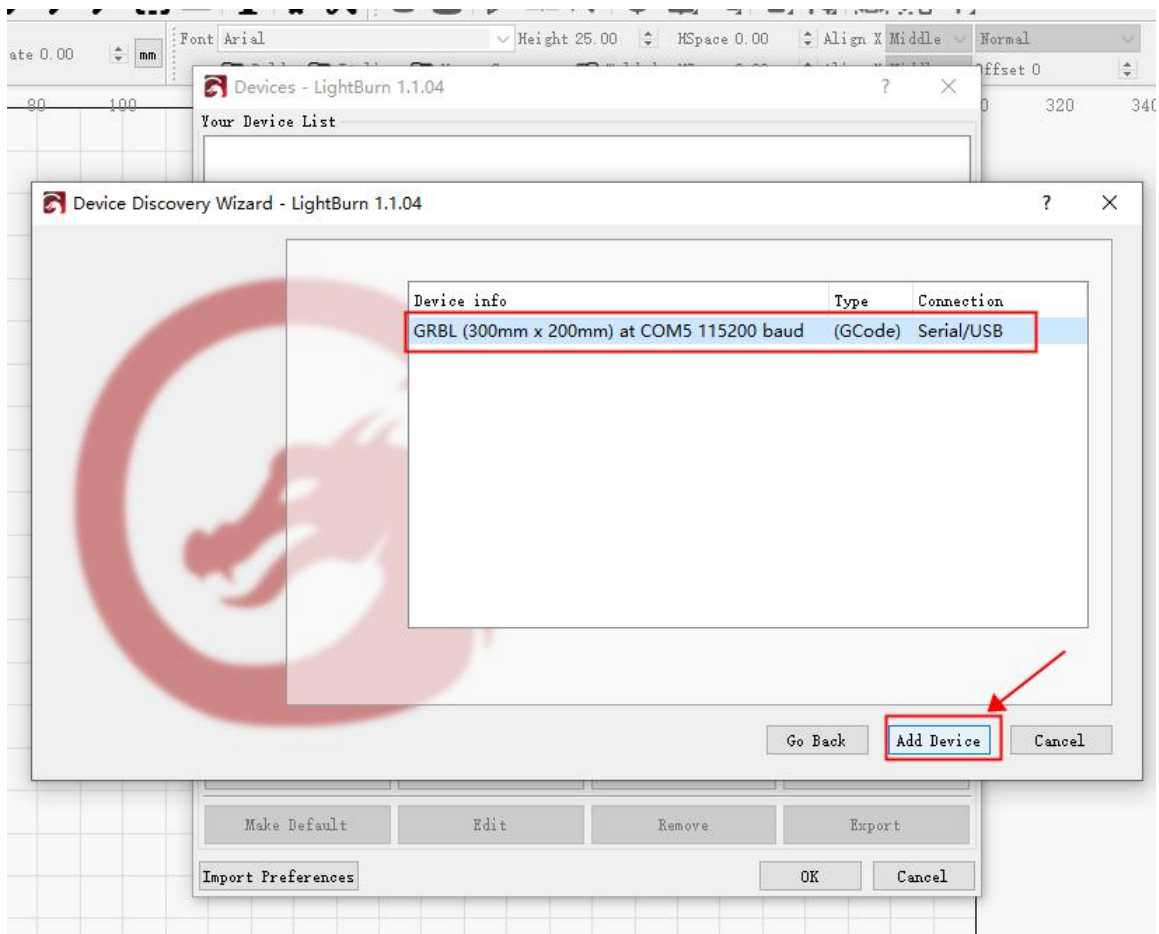 Font Arial Height 25.00 HSpace 0.00 Align X Middle Normal
ate 0.00 mm
Offset 0
Devices - LightBurn 1.1.04 ? ×
80 100 320 340
Your Device List
Device Discovery Wizard - LightBurn 1.1.04 ? ×
Device info Type Connection
GRBL (300mm x 200mm) at COM5 115200 baud (GCode) Serial/USB
Go Back Add Device Cancel
Make Default Edit Remove Export
Import Preferences OK Cancel